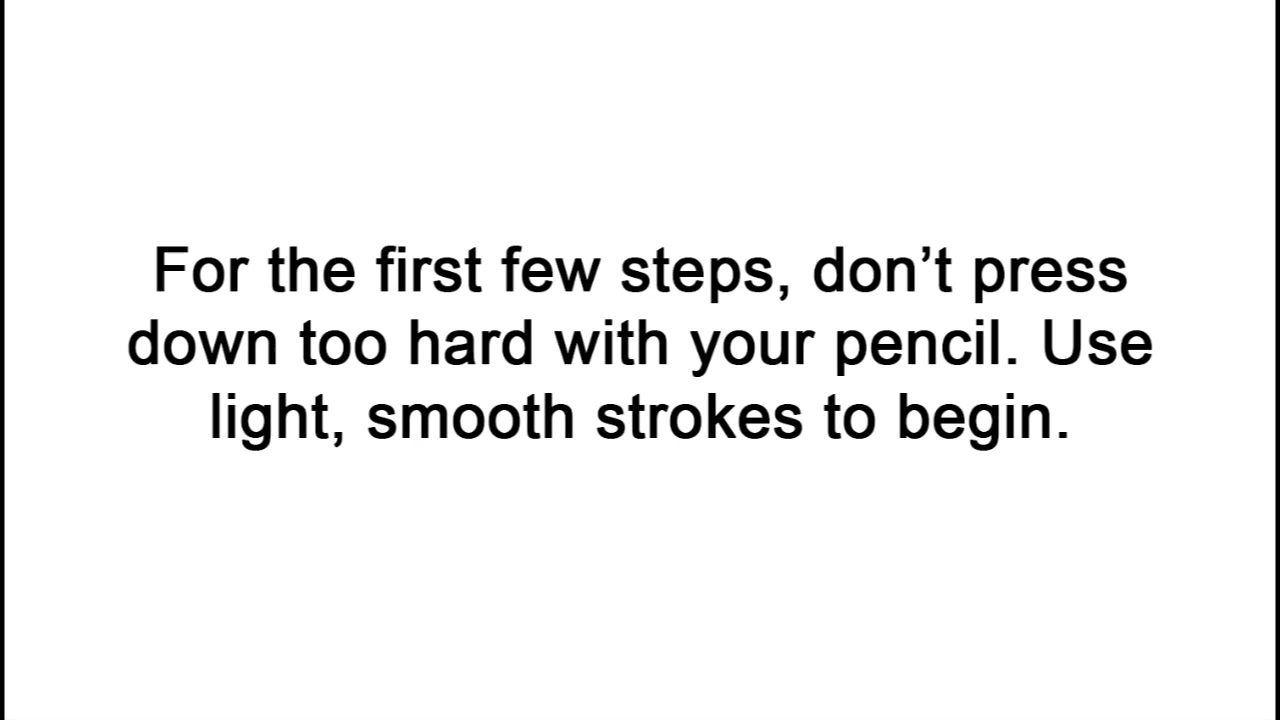 For the first few steps, don’t press
down too hard with your pencil. Use
light, smooth strokes to begin.